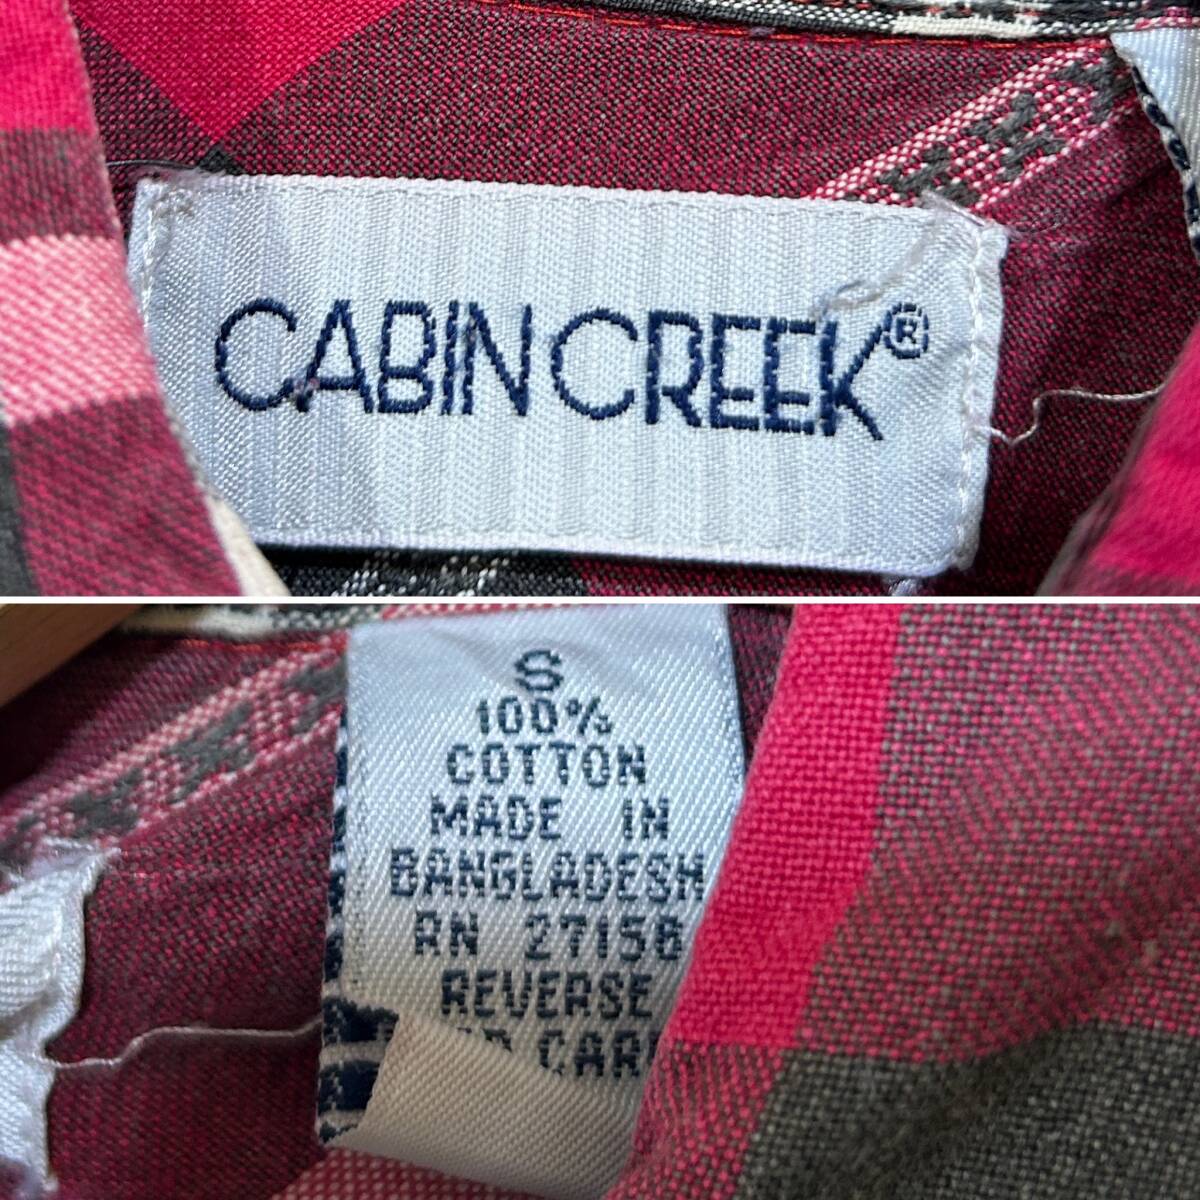 CABIN CREEK®
S
100%
COTTON
MADE IN
BANGLADESH
RN 27156
REVERSE